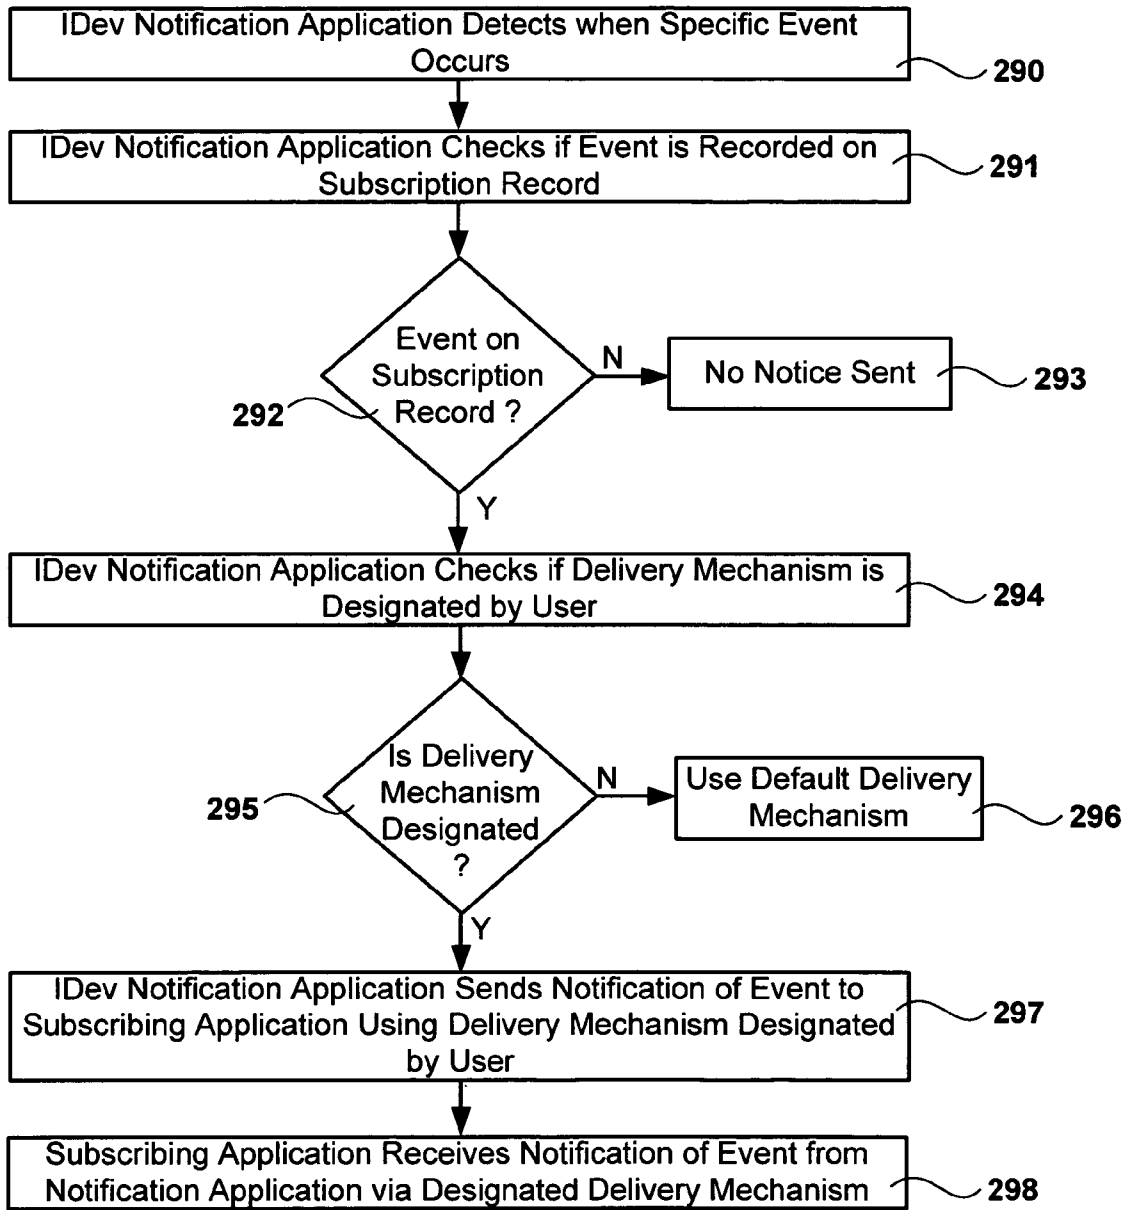 IDev Notification Application Detects when Specific Event
Occurs
290
IDev Notification Application Checks if Event is Recorded on
Subscription Record
291
Event on
Subscription
Record ?
292
N
No Notice Sent
293
Y
IDev Notification Application Checks if Delivery Mechanism is
Designated by User
294
Is Delivery
Mechanism
Designated
?
295
N
Use Default Delivery
Mechanism
296
Y
IDev Notification Application Sends Notification of Event to
Subscribing Application Using Delivery Mechanism Designated
by User
297
Subscribing Application Receives Notification of Event from
Notification Application via Designated Delivery Mechanism
298